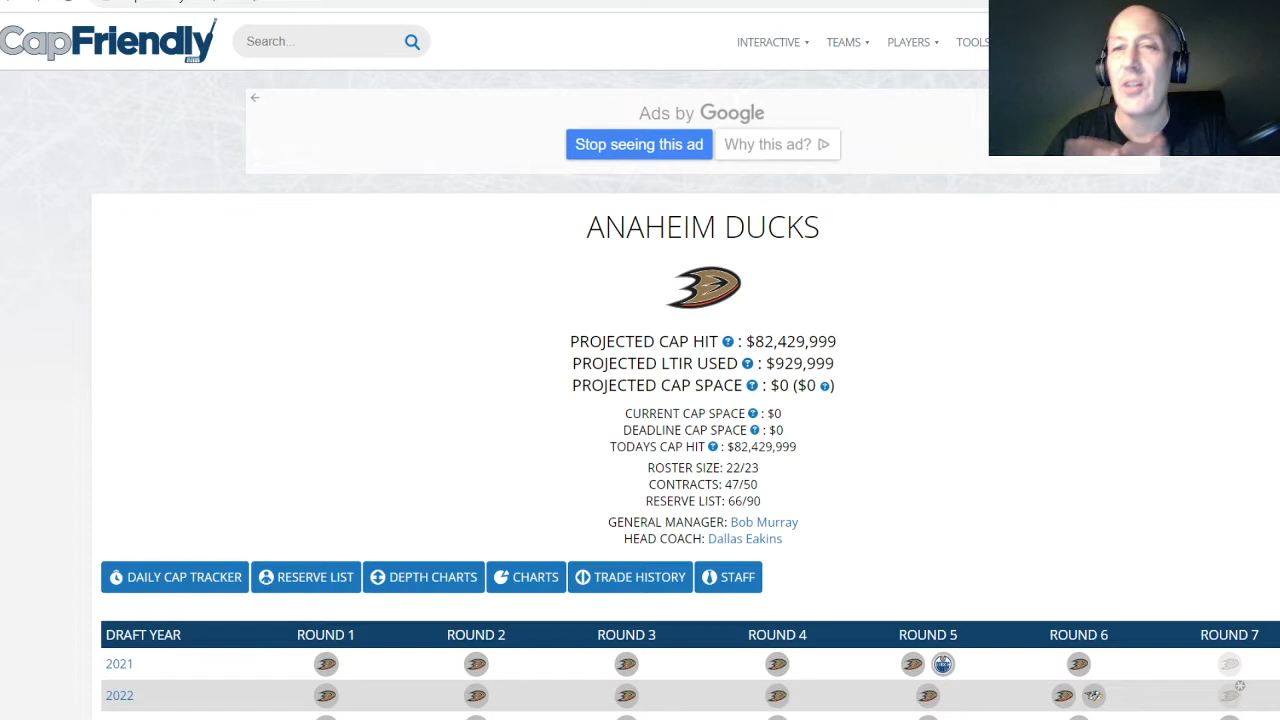 CapFriendly
Search...
INTERACTIVE
TEAMS
PLAYERS
TOOLS
Ads by Google
Stop seeing this ad
Why this ad?
ANAHEIM DUCKS
PROJECTED CAP HIT ? : $82,429,999
PROJECTED LTIR USED ? : $929,999
PROJECTED CAP SPACE ? : $0 ($0 ?)
CURRENT CAP SPACE ? : $0
DEADLINE CAP SPACE ? : $0
TODAYS CAP HIT ? : $82,429,999
ROSTER SIZE: 22/23
CONTRACTS: 47/50
RESERVE LIST: 66/90
GENERAL MANAGER: Bob Murray
HEAD COACH: Dallas Eakins
DAILY CAP TRACKER RESERVE LIST DEPTH CHARTS CHARTS TRADE HISTORY STAFF
DRAFT YEAR ROUND 1 ROUND 2 ROUND 3 ROUND 4 ROUND 5 ROUND 6 ROUND 7
2021
2022